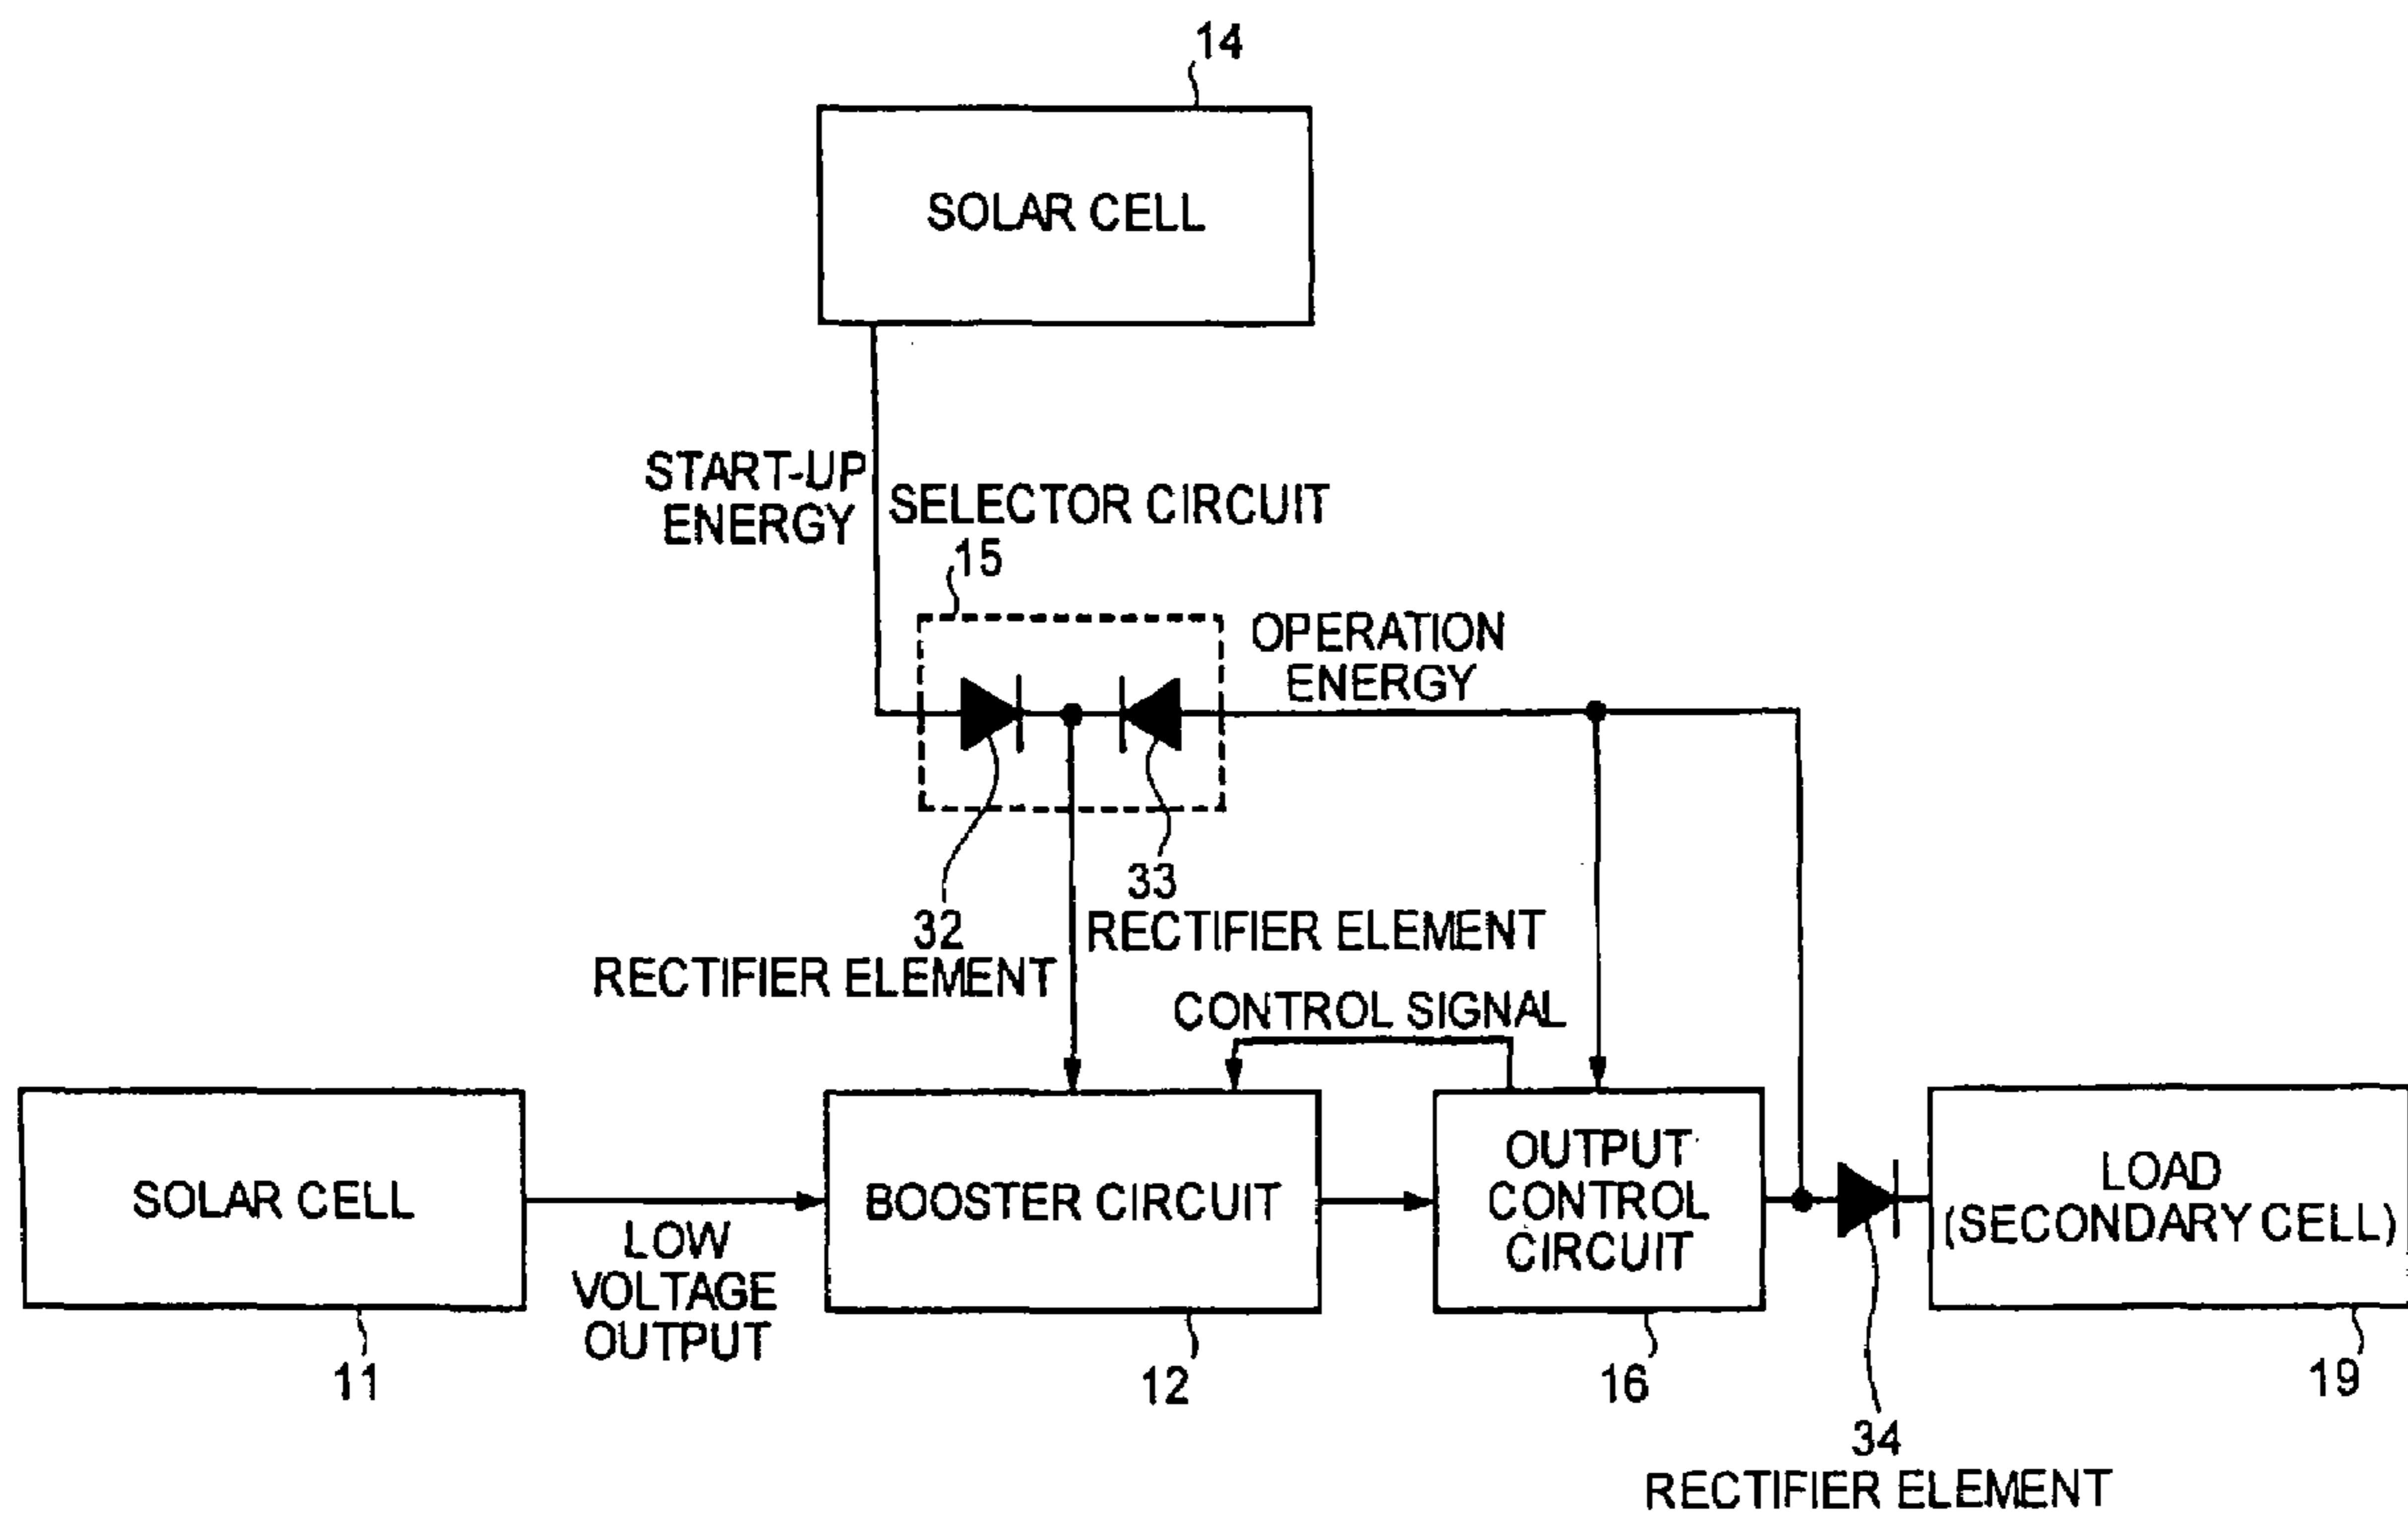 14
SOLAR CELL
START-UP
ENERGY
SELECTOR CIRCUIT
15
OPERATION
ENERGY
33
RECTIFIER ELEMENT
32
RECTIFIER ELEMENT
CONTROL SIGNAL
SOLAR CELL
LOW
VOLTAGE
OUTPUT
BOOSTER CIRCUIT
OUTPUT
CONTROL
CIRCUIT
LOAD
(SECONDARY CELL)
11
12
16
19
34
RECTIFIER ELEMENT